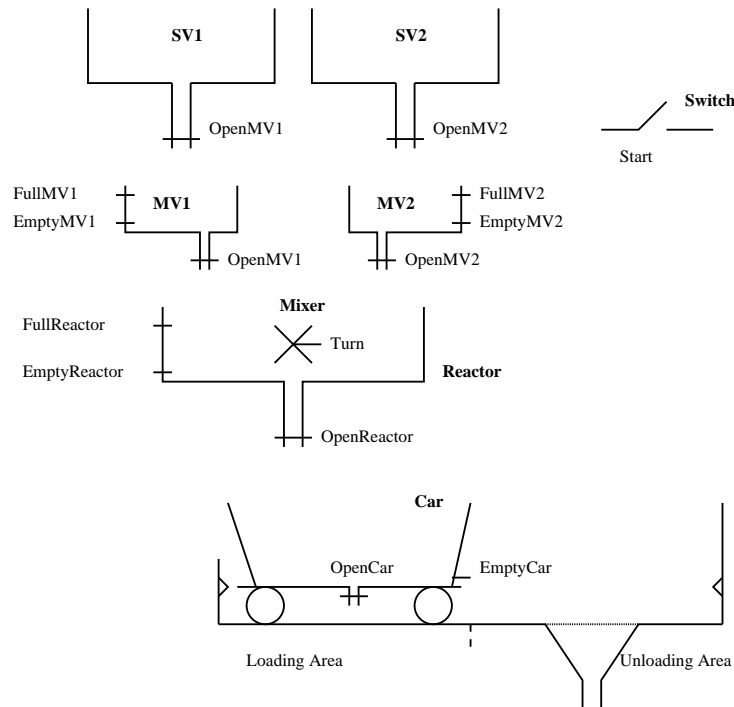 SV1 SV2
Switch
OpenMV1 OpenMV2
Start
FullMV1 MV1 MV2 FullMV2
EmptyMV1 EmptyMV2
OpenMV1 OpenMV2
Mixer
FullReactor
Turn
EmptyReactor Reactor
OpenReactor
Car
OpenCar EmptyCar
Loading Area Unloading Area